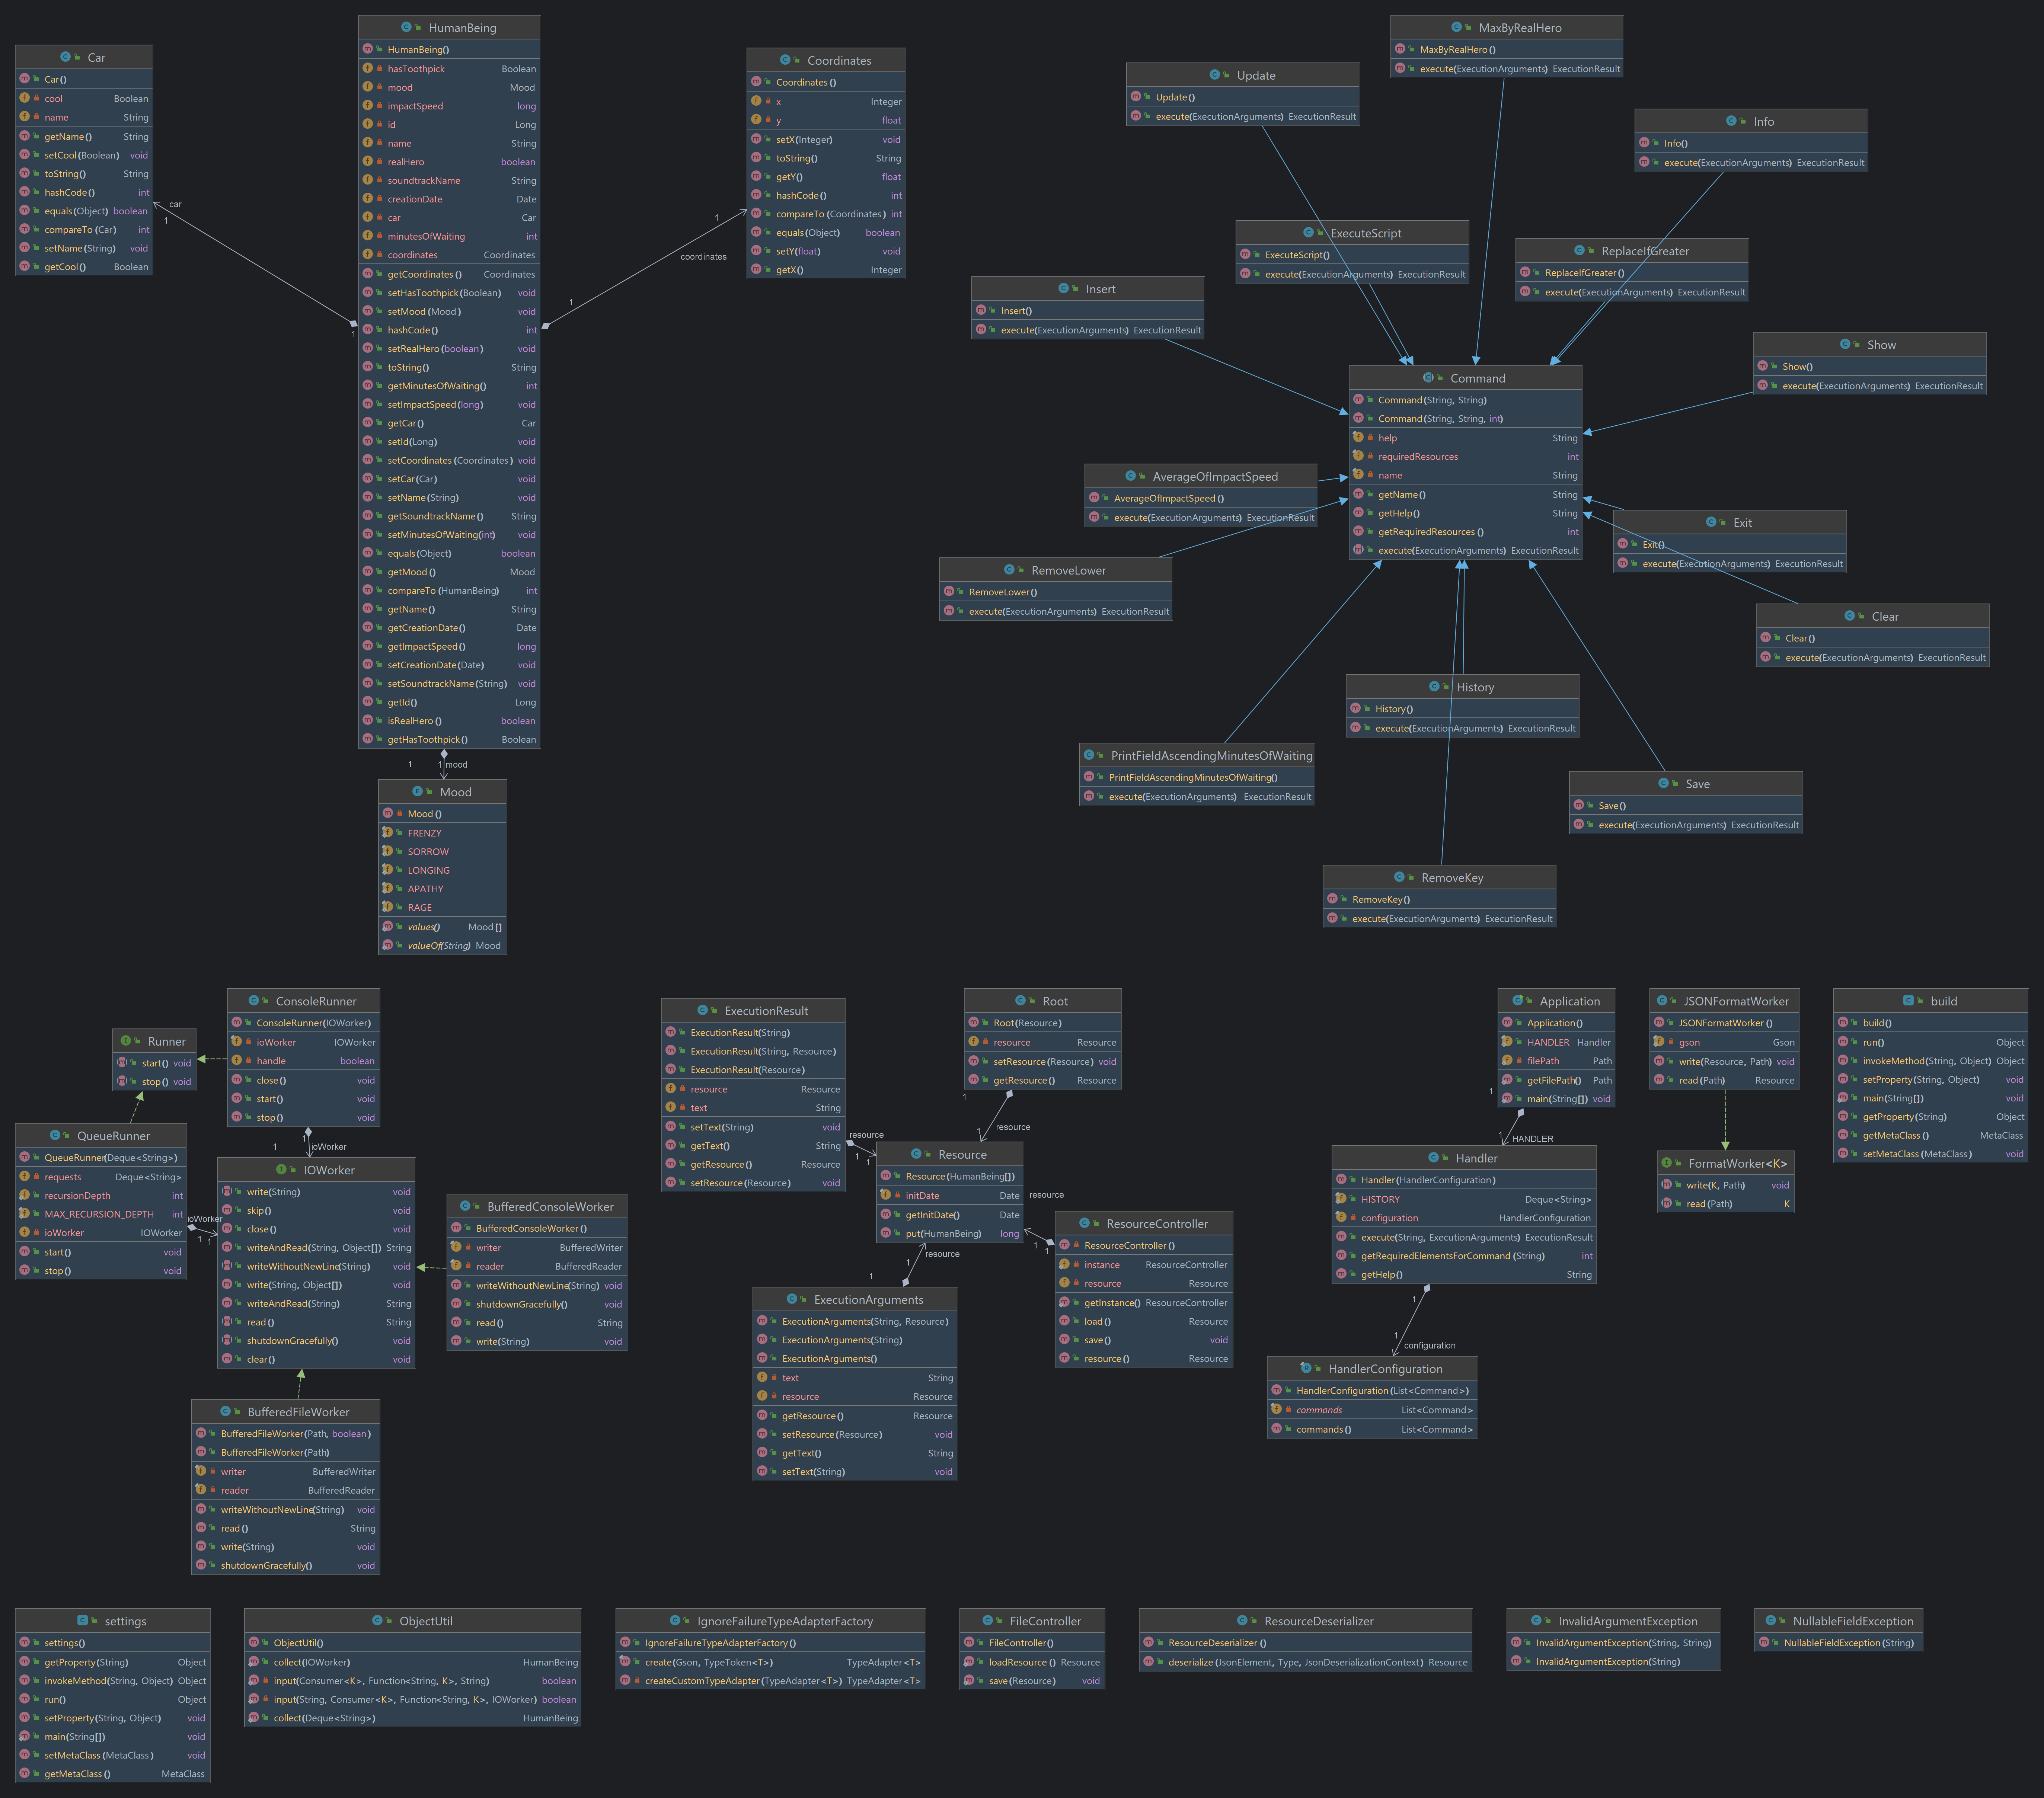 Car
Car()
cool Boolean
name String
getName() String
setCool(Boolean) void
toString() String
hashCode() int
equals(Object) boolean
compareTo(Car) int
setName(String) void
getCool() Boolean
car
1
1
HumanBeing
HumanBeing()
hasToothpick Boolean
mood Mood
impactSpeed long
id Long
name String
realHero boolean
soundtrackName String
creationDate Date
car Car
minutesOfWaiting int
coordinates Coordinates
getCoordinates() Coordinates
setHasToothpick(Boolean) void
setMood(Mood) void
hashCode() int
setRealHero(boolean) void
toString() String
getMinutesOfWaiting() int
setImpactSpeed(long) void
getCar() Car
setId(Long) void
setCoordinates(Coordinates) void
setCar(Car) void
setName(String) void
getSoundtrackName() String
setMinutesOfWaiting(int) void
equals(Object) boolean
getMood() Mood
compareTo(HumanBeing) int
getName() String
getCreationDate() Date
getImpactSpeed() long
setCreationDate(Date) void
setSoundtrackName(String) void
getId() Long
isRealHero() boolean
getHasToothpick() Boolean
1
coordinates
1
Coordinates
Coordinates()
x Integer
y float
setX(Integer) void
toString() String
getY() float
hashCode() int
compareTo(Coordinates) int
equals(Object) boolean
setY(float) void
getX() Integer
1
1 mood
Mood
Mood()
FRENZY
SORROW
LONGING
APATHY
RAGE
values() Mood[]
valueOf(String) Mood
MaxByRealHero
MaxByRealHero()
execute(ExecutionArguments) ExecutionResult
Update
Update()
execute(ExecutionArguments) ExecutionResult
Info
Info()
execute(ExecutionArguments) ExecutionResult
ExecuteScript
ExecuteScript()
execute(ExecutionArguments) ExecutionResult
ReplaceIfGreater
ReplaceIfGreater()
execute(ExecutionArguments) ExecutionResult
Insert
Insert()
execute(ExecutionArguments) ExecutionResult
Show
Show()
execute(ExecutionArguments) ExecutionResult
Command
Command(String, String)
Command(String, String, int)
help String
requiredResources int
name String
getName() String
getHelp() String
getRequiredResources() int
execute(ExecutionArguments) ExecutionResult
AverageOfImpactSpeed
AverageOfImpactSpeed()
execute(ExecutionArguments) ExecutionResult
Exit
Exit()
execute(ExecutionArguments) ExecutionResult
RemoveLower
RemoveLower()
execute(ExecutionArguments) ExecutionResult
Clear
Clear()
execute(ExecutionArguments) ExecutionResult
History
History()
execute(ExecutionArguments) ExecutionResult
PrintFieldAscendingMinutesOfWaiting
PrintFieldAscendingMinutesOfWaiting()
execute(ExecutionArguments) ExecutionResult
Save
Save()
execute(ExecutionArguments) ExecutionResult
RemoveKey
RemoveKey()
execute(ExecutionArguments) ExecutionResult
Runner
start() void
stop() void
ConsoleRunner
ConsoleRunner(IOWorker)
ioWorker IOWorker
handle boolean
close() void
start() void
stop() void
1
1
ioWorker
QueueRunner
QueueRunner(Deque<String>)
requests Deque<String>
recursionDepth int
MAX_RECURSION_DEPTH int
ioWorker IOWorker
start() void
stop() void
ioWorker
1
1
IOWorker
write(String) void
skip() void
close() void
writeAndRead(String, Object[]) String
writeWithoutNewLine(String) void
write(String, Object[]) void
writeAndRead(String) String
read() String
shutdownGracefully() void
clear() void
BufferedConsoleWorker
BufferedConsoleWorker()
writer BufferedWriter
reader BufferedReader
writeWithoutNewLine(String) void
shutdownGracefully() void
read() String
write(String) void
BufferedFileWorker
BufferedFileWorker(Path, boolean)
BufferedFileWorker(Path)
writer BufferedWriter
reader BufferedReader
writeWithoutNewLine(String) void
read() String
write(String) void
shutdownGracefully() void
ExecutionResult
ExecutionResult(String)
ExecutionResult(String, Resource)
ExecutionResult(Resource)
resource Resource
text String
setText(String) void
getText() String
getResource() Resource
setResource(Resource) void
resource
1
1
Root
Root(Resource)
resource Resource
setResource(Resource) void
getResource() Resource
1
resource
1
Resource
Resource(HumanBeing[])
initDate Date
getInitDate() Date
put(HumanBeing) long
resource
1
1
resource
1
1
ResourceController
ResourceController()
instance ResourceController
resource Resource
getInstance() ResourceController
load() Resource
save() void
resource() Resource
ExecutionArguments
ExecutionArguments(String, Resource)
ExecutionArguments(String)
ExecutionArguments()
text String
resource Resource
getResource() Resource
setResource(Resource) void
getText() String
setText(String) void
Application
Application()
HANDLER Handler
filePath Path
getFilePath() Path
main(String[]) void
1
1
HANDLER
Handler
Handler(HandlerConfiguration)
HISTORY Deque<String>
configuration HandlerConfiguration
execute(String, ExecutionArguments) ExecutionResult
getRequiredElementsForCommand(String) int
getHelp() String
1
1
configuration
HandlerConfiguration
HandlerConfiguration(List<Command>)
commands List<Command>
commands() List<Command>
JSONFormatWorker
JSONFormatWorker()
gson Gson
write(Resource, Path) void
read(Path) Resource
FormatWorker<K>
write(K, Path) void
read(Path) K
build
build()
run() Object
invokeMethod(String, Object) Object
setProperty(String, Object) void
main(String[]) void
getProperty(String) Object
getMetaClass() MetaClass
setMetaClass(MetaClass) void
settings
settings()
getProperty(String) Object
invokeMethod(String, Object) Object
run() Object
setProperty(String, Object) void
main(String[]) void
setMetaClass(MetaClass) void
getMetaClass() MetaClass
ObjectUtil
ObjectUtil()
collect(IOWorker) HumanBeing
input(Consumer<K>, Function<String, K>, String) boolean
input(String, Consumer<K>, Function<String, K>, IOWorker) boolean
collect(Deque<String>) HumanBeing
IgnoreFailureTypeAdapterFactory
IgnoreFailureTypeAdapterFactory()
create(Gson, TypeToken<T>) TypeAdapter<T>
createCustomTypeAdapter(TypeAdapter<T>) TypeAdapter<T>
FileController
FileController()
loadResource() Resource
save(Resource) void
ResourceDeserializer
ResourceDeserializer()
deserialize(JsonElement, Type, JsonDeserializationContext) Resource
InvalidArgumentException
InvalidArgumentException(String, String)
InvalidArgumentException(String)
NullableFieldException
NullableFieldException(String)